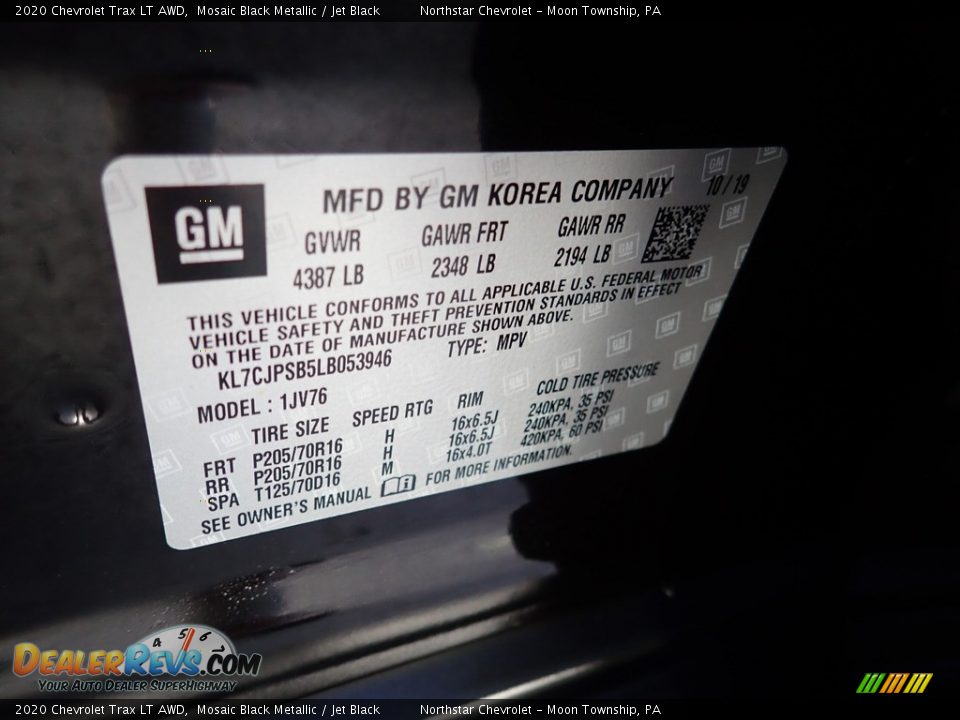 2020 Chevrolet Trax LT AWD, Mosaic Black Metallic / Jet Black Northstar Chevrolet - Moon Township, PA
GM
MFD BY GM KOREA COMPANY 10/19
GVWR GAWR FRT GAWR RR
4387 LB 2348 LB 2194 LB
THIS VEHICLE CONFORMS TO ALL APPLICABLE U.S. FEDERAL MOTOR
VEHICLE SAFETY AND THEFT PREVENTION STANDARDS IN EFFECT
ON THE DATE OF MANUFACTURE SHOWN ABOVE.
KL7CJPSB5LB053946 TYPE: MPV
MODEL : 1JV76
TIRE SIZE SPEED RTG RIM COLD TIRE PRESSURE
FRT P205/70R16 H 16x6.5J 240KPA, 35 PSI
RR P205/70R16 H 16x6.5J 240KPA, 35 PSI
SPA T125/70D16 M 16x4.0T 420KPA, 60 PSI
SEE OWNER'S MANUAL FOR MORE INFORMATION.
4 5 6 7
DEALERREVS.COM
YOUR AUTO DEALER SUPERHIGHWAY
2020 Chevrolet Trax LT AWD, Mosaic Black Metallic / Jet Black Northstar Chevrolet - Moon Township, PA